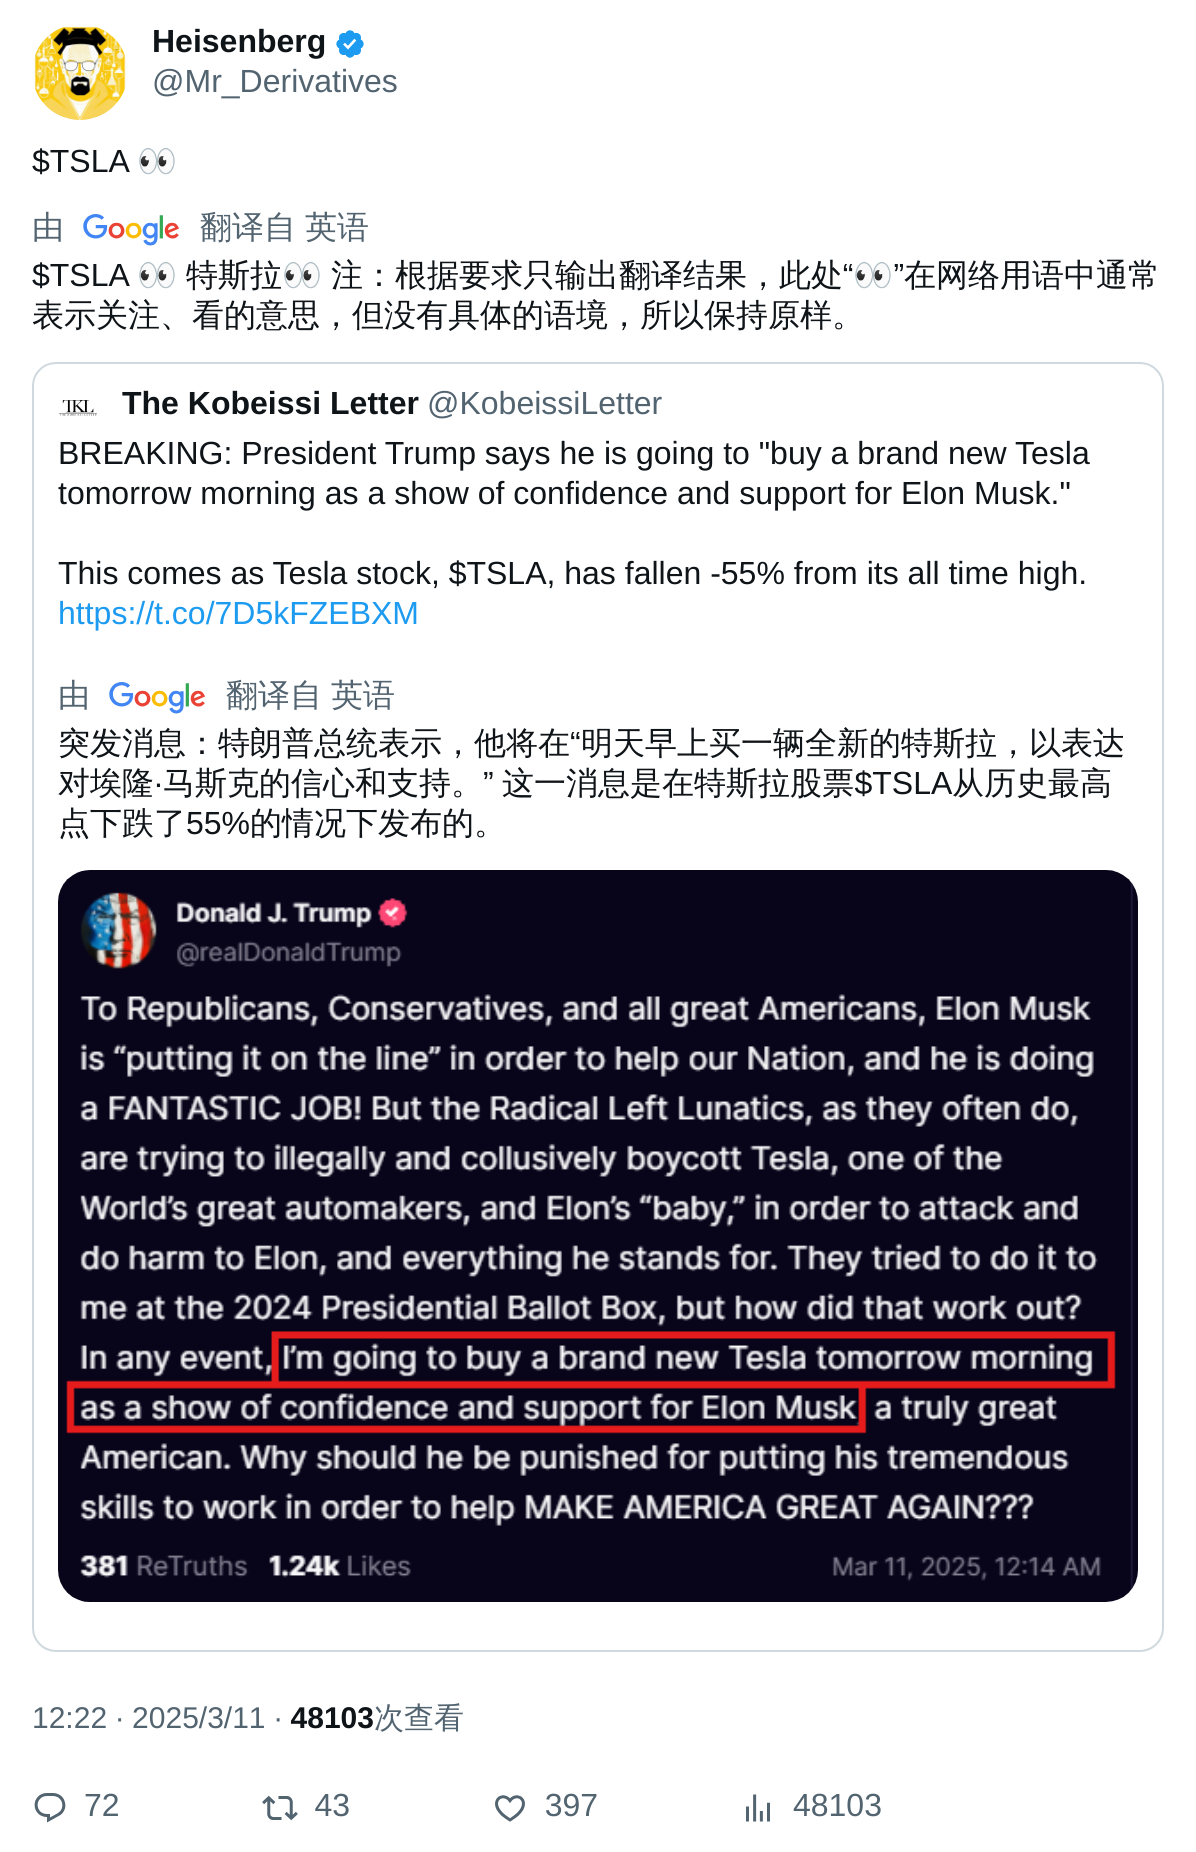 Heisenberg
@Mr_Derivatives
$TSLA 👀
由 Google 翻译自 英语
$TSLA 👀 特斯拉👀 注：根据要求只输出翻译结果，此处“👀”在网络用语中通常
表示关注、看的意思，但没有具体的语境，所以保持原样。
TKL The Kobeissi Letter @KobeissiLetter
BREAKING: President Trump says he is going to "buy a brand new Tesla
tomorrow morning as a show of confidence and support for Elon Musk."
This comes as Tesla stock, $TSLA, has fallen -55% from its all time high.
https://t.co/7D5kFZEBXM
由 Google 翻译自 英语
突发消息：特朗普总统表示，他将在“明天早上买一辆全新的特斯拉，以表达
对埃隆·马斯克的信心和支持。” 这一消息是在特斯拉股票$TSLA从历史最高
点下跌了55%的情况下发布的。
Donald J. Trump
@realDonaldTrump
To Republicans, Conservatives, and all great Americans, Elon Musk
is “putting it on the line” in order to help our Nation, and he is doing
a FANTASTIC JOB! But the Radical Left Lunatics, as they often do,
are trying to illegally and collusively boycott Tesla, one of the
World’s great automakers, and Elon’s “baby,” in order to attack and
do harm to Elon, and everything he stands for. They tried to do it to
me at the 2024 Presidential Ballot Box, but how did that work out?
In any event, I’m going to buy a brand new Tesla tomorrow morning
as a show of confidence and support for Elon Musk, a truly great
American. Why should he be punished for putting his tremendous
skills to work in order to help MAKE AMERICA GREAT AGAIN???
381 ReTruths 1.24k Likes Mar 11, 2025, 12:14 AM
12:22 · 2025/3/11 · 48103次查看
72 43 397 48103